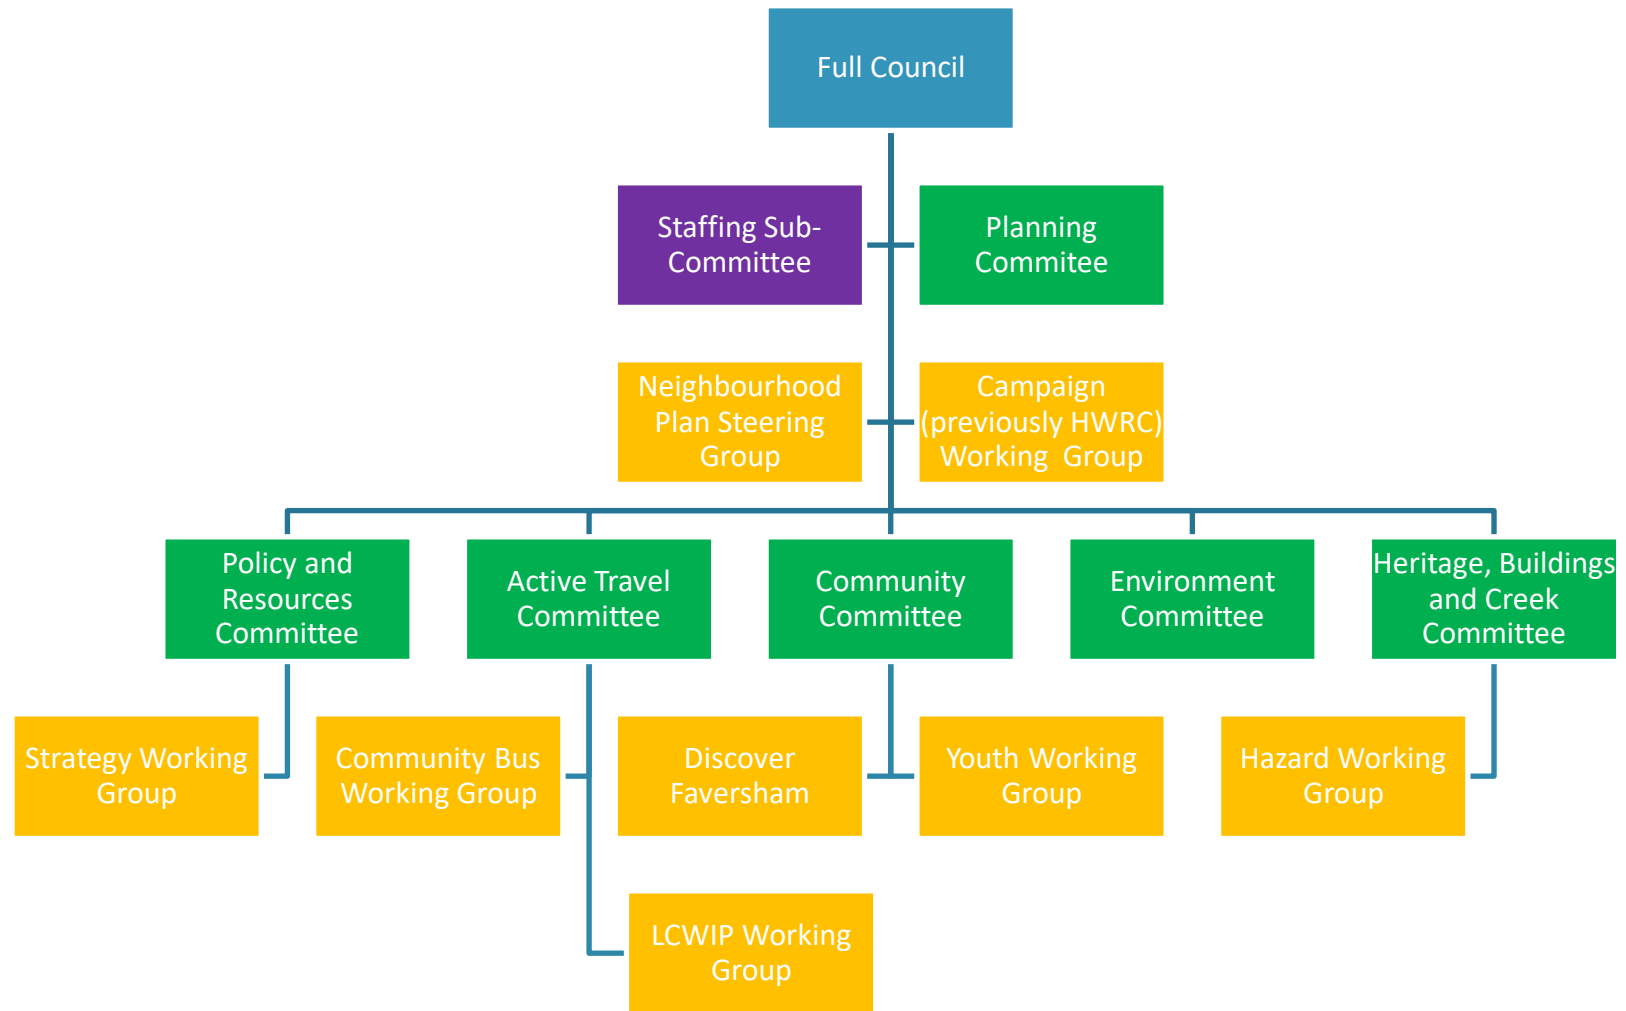 Full Council
Staffing Sub-
Committee
Planning
Commitee
Neighbourhood
Plan Steering
Group
Campaign
(previously HWRC)
Working  Group
Policy and
Resources
Committee
Active Travel
Committee
Community
Committee
Environment
Committee
Heritage, Buildings
and Creek
Committee
Strategy Working
Group
Community Bus
Working Group
Discover
Faversham
Youth Working
Group
Hazard Working
Group
LCWIP Working
Group